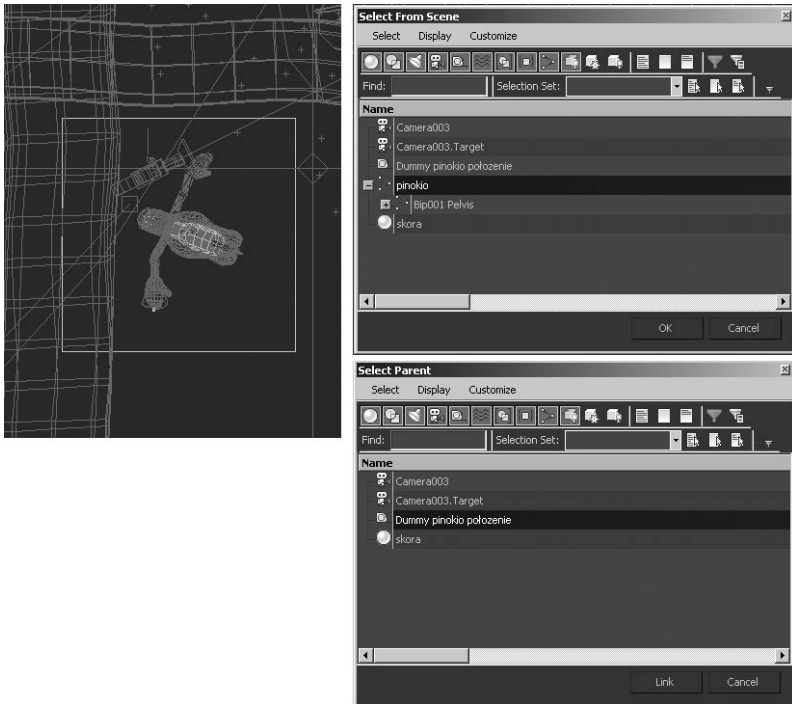 Select From Scene
Select Display Customize
Find: Selection Set:
Name
Camera003
Camera003.Target
Dummy pinokio położenie
pinokio
Bip001 Pelvis
skora
OK Cancel
Select Parent
Select Display Customize
Find: Selection Set:
Name
Camera003
Camera003.Target
Dummy pinokio położenie
skora
Link Cancel